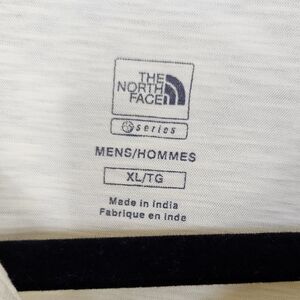 THE
NORTH
FACE
series
MENS/HOMMES
XL/TG
Made in India
Fabrique en Inde